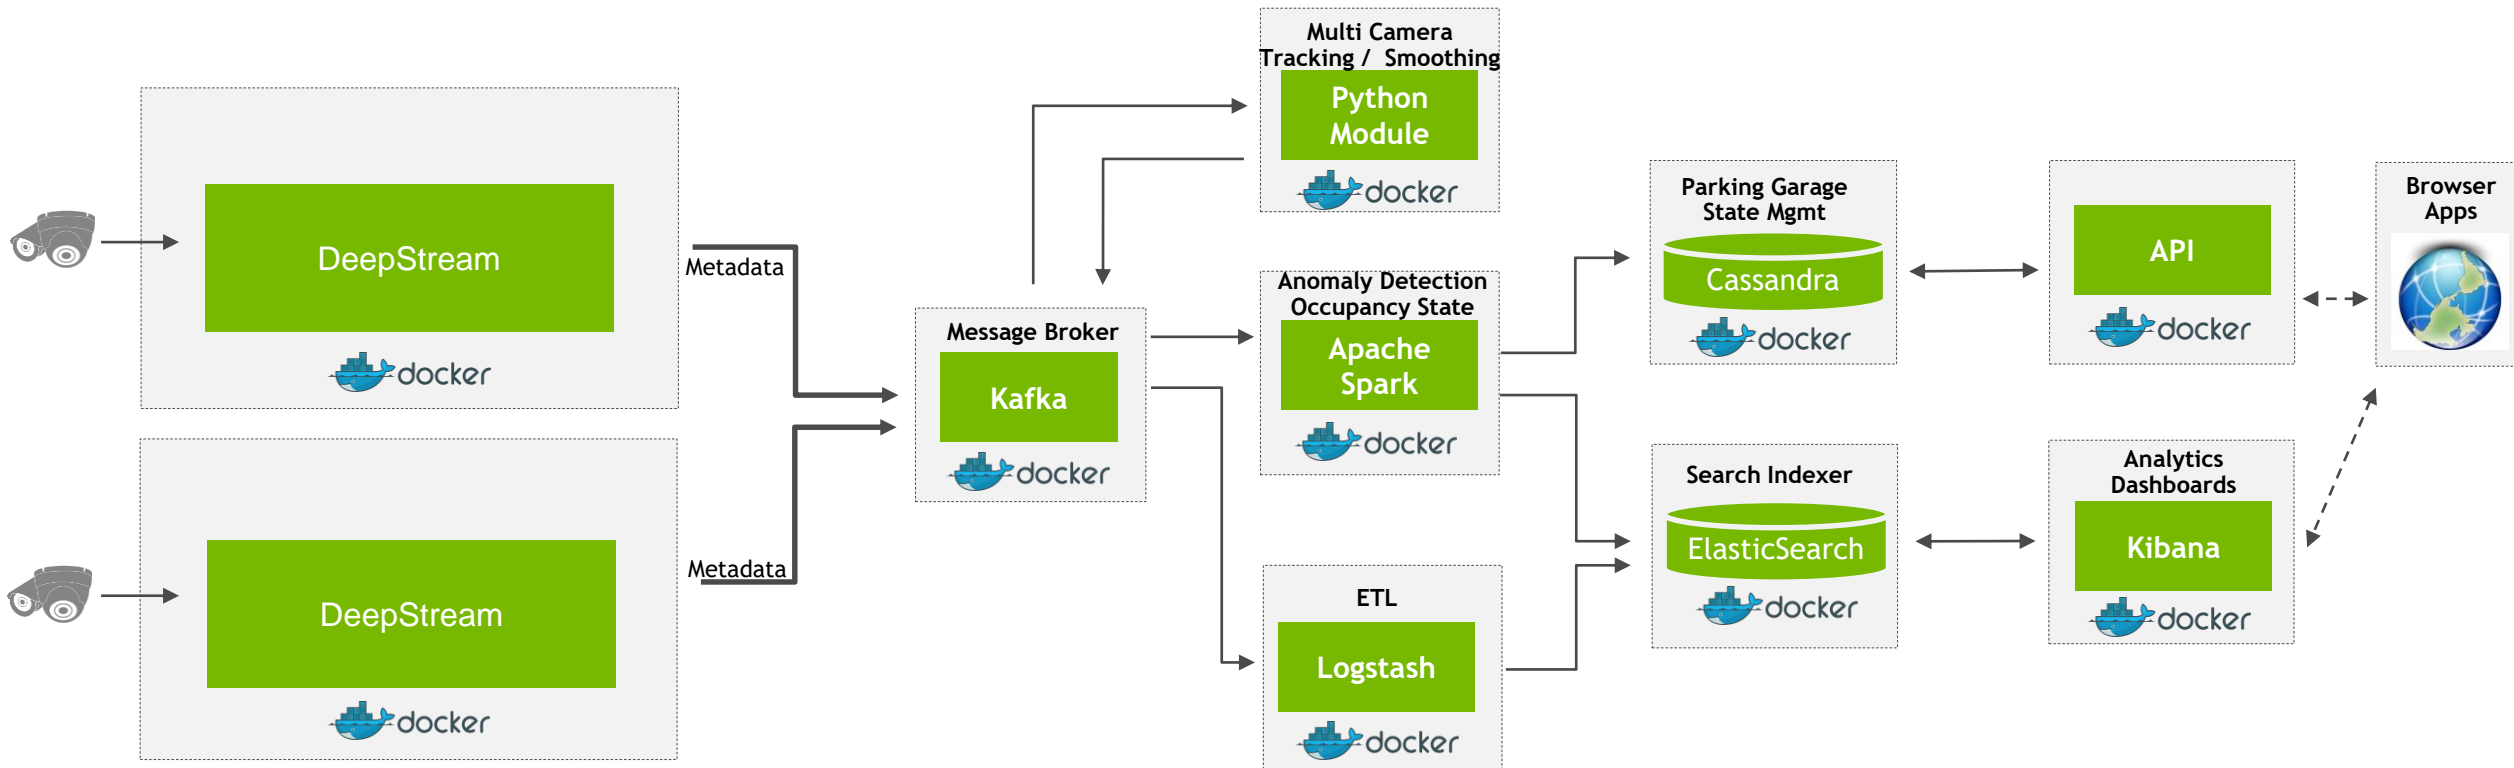 DeepStream
docker
Metadata
DeepStream
docker
Metadata
Message Broker
Kafka
docker
Multi Camera
Tracking / Smoothing
Python
Module
docker
Anomaly Detection
Occupancy State
Apache
Spark
docker
ETL
Logstash
docker
Parking Garage
State Mgmt
Cassandra
docker
Search Indexer
ElasticSearch
docker
API
docker
Analytics
Dashboards
Kibana
docker
Browser
Apps